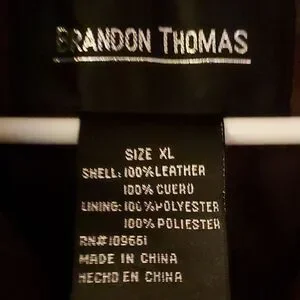 BRANDON THOMAS
SIZE XL
SHELL: 100% LEATHER
100% CUERO
LINING: 100% POLYESTER
100% POLIESTER
RN#109661
MADE IN CHINA
HECHO EN CHINA